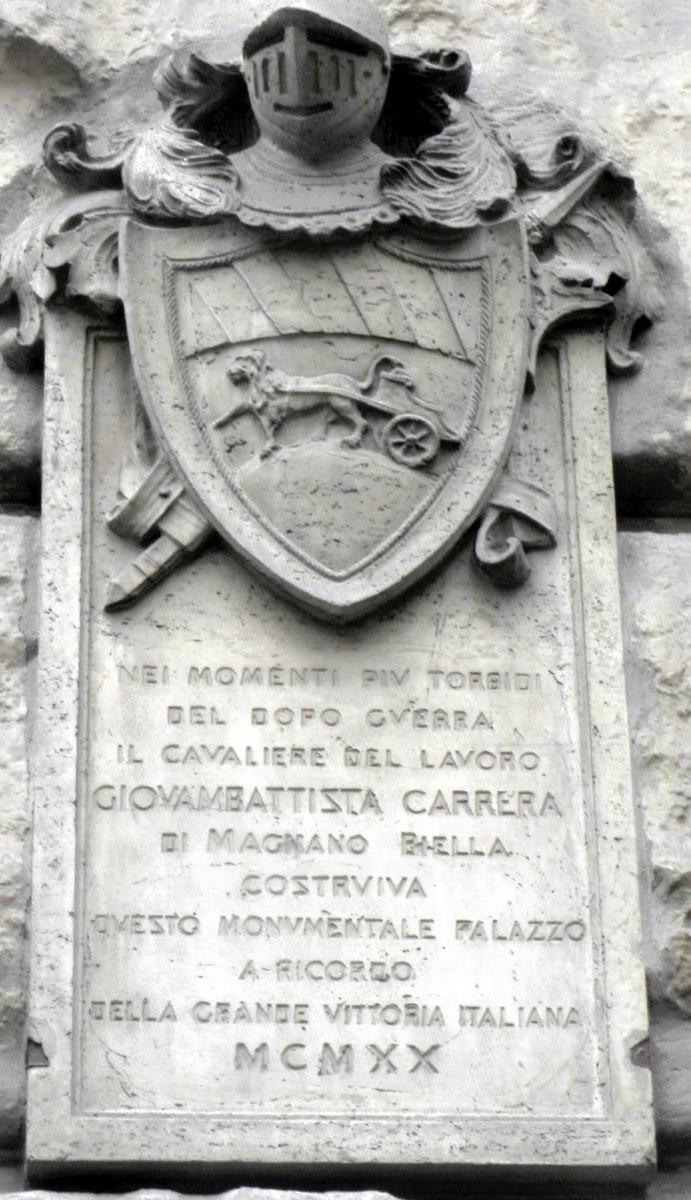 NEI MOMENTI PIV TORBIDI
DEL DOPO GVERRA
IL CAVALIERE DEL LAVORO
GIOVAMBATTISTA CARRERA
DI MAGNANO BIELLA
COSTRVIVA
QVESTO MONVMENTALE PALAZZO
A RICORDO
DELLA GRANDE VITTORIA ITALIANA
MCMXX